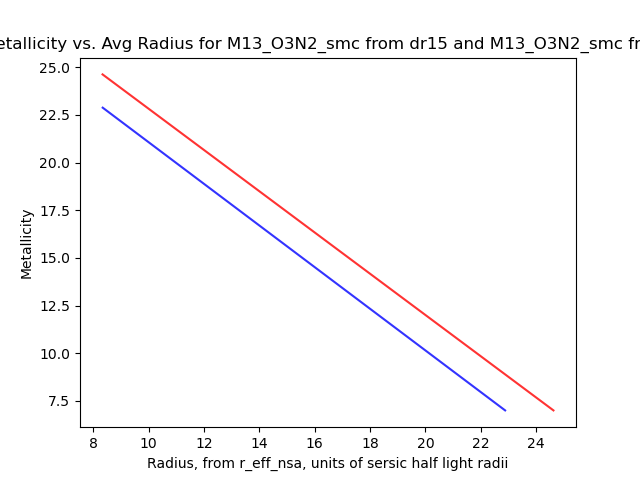 etallicity vs. Avg Radius for M13_O3N2_smc from dr15 and M13_O3N2_smc fr
25.0
22.5
20.0
17.5
15.0
12.5
10.0
7.5
Metallicity
8 10 12 14 16 18 20 22 24
Radius, from r_eff_nsa, units of sersic half light radii